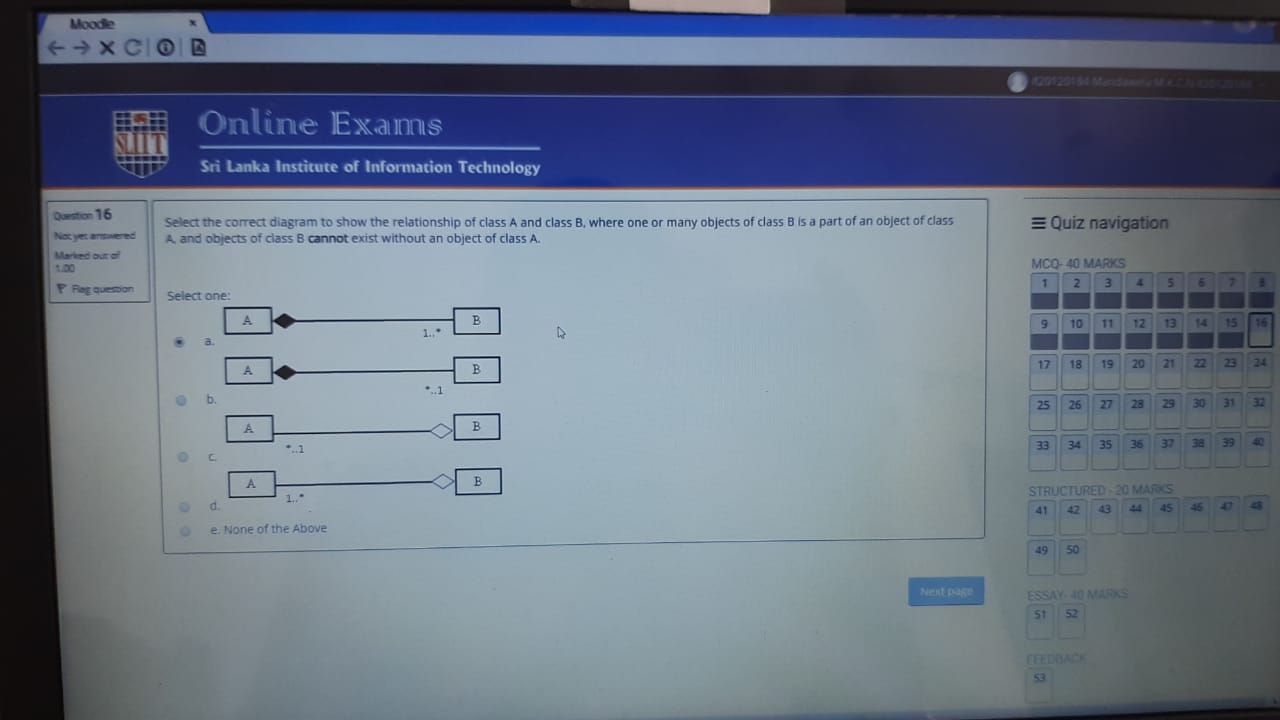 Moodle x
Online Exams
SLIIT
Sri Lanka Institute of Information Technology
Question 16
Not yet answered
Marked out of
1.00
Flag question
Select the correct diagram to show the relationship of class A and class B, where one or many objects of class B is a part of an object of class
A, and objects of class B cannot exist without an object of class A.
Select one:
A B
1..*
a.
A B
*..1
b.
A B
*..1
c.
A B
1..*
d.
e. None of the Above
Next page
Quiz navigation
MCQ- 40 MARKS
1 2 3 4 5 6 7 8
9 10 11 12 13 14 15 16
17 18 19 20 21 22 23 24
25 26 27 28 29 30 31 32
33 34 35 36 37 38 39 40
STRUCTURED - 20 MARKS
41 42 43 44 45 46 47 48
49 50
ESSAY- 40 MARKS
51 52
FEEDBACK
53